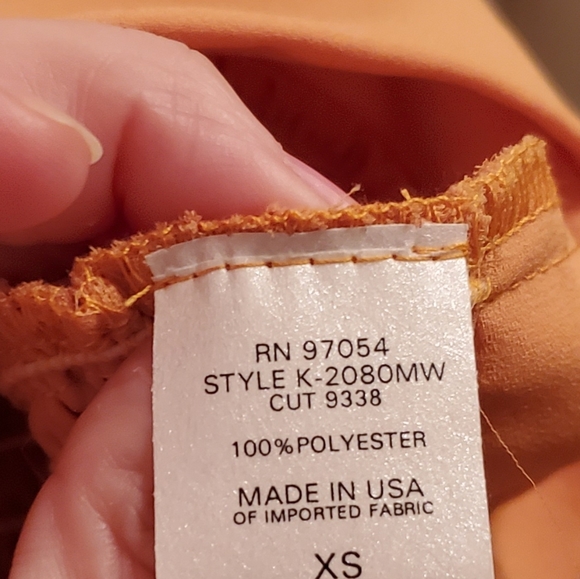 RN 97054
STYLE K-2080MW
CUT 9338
100%POLYESTER
MADE IN USA
OF IMPORTED FABRIC
XS